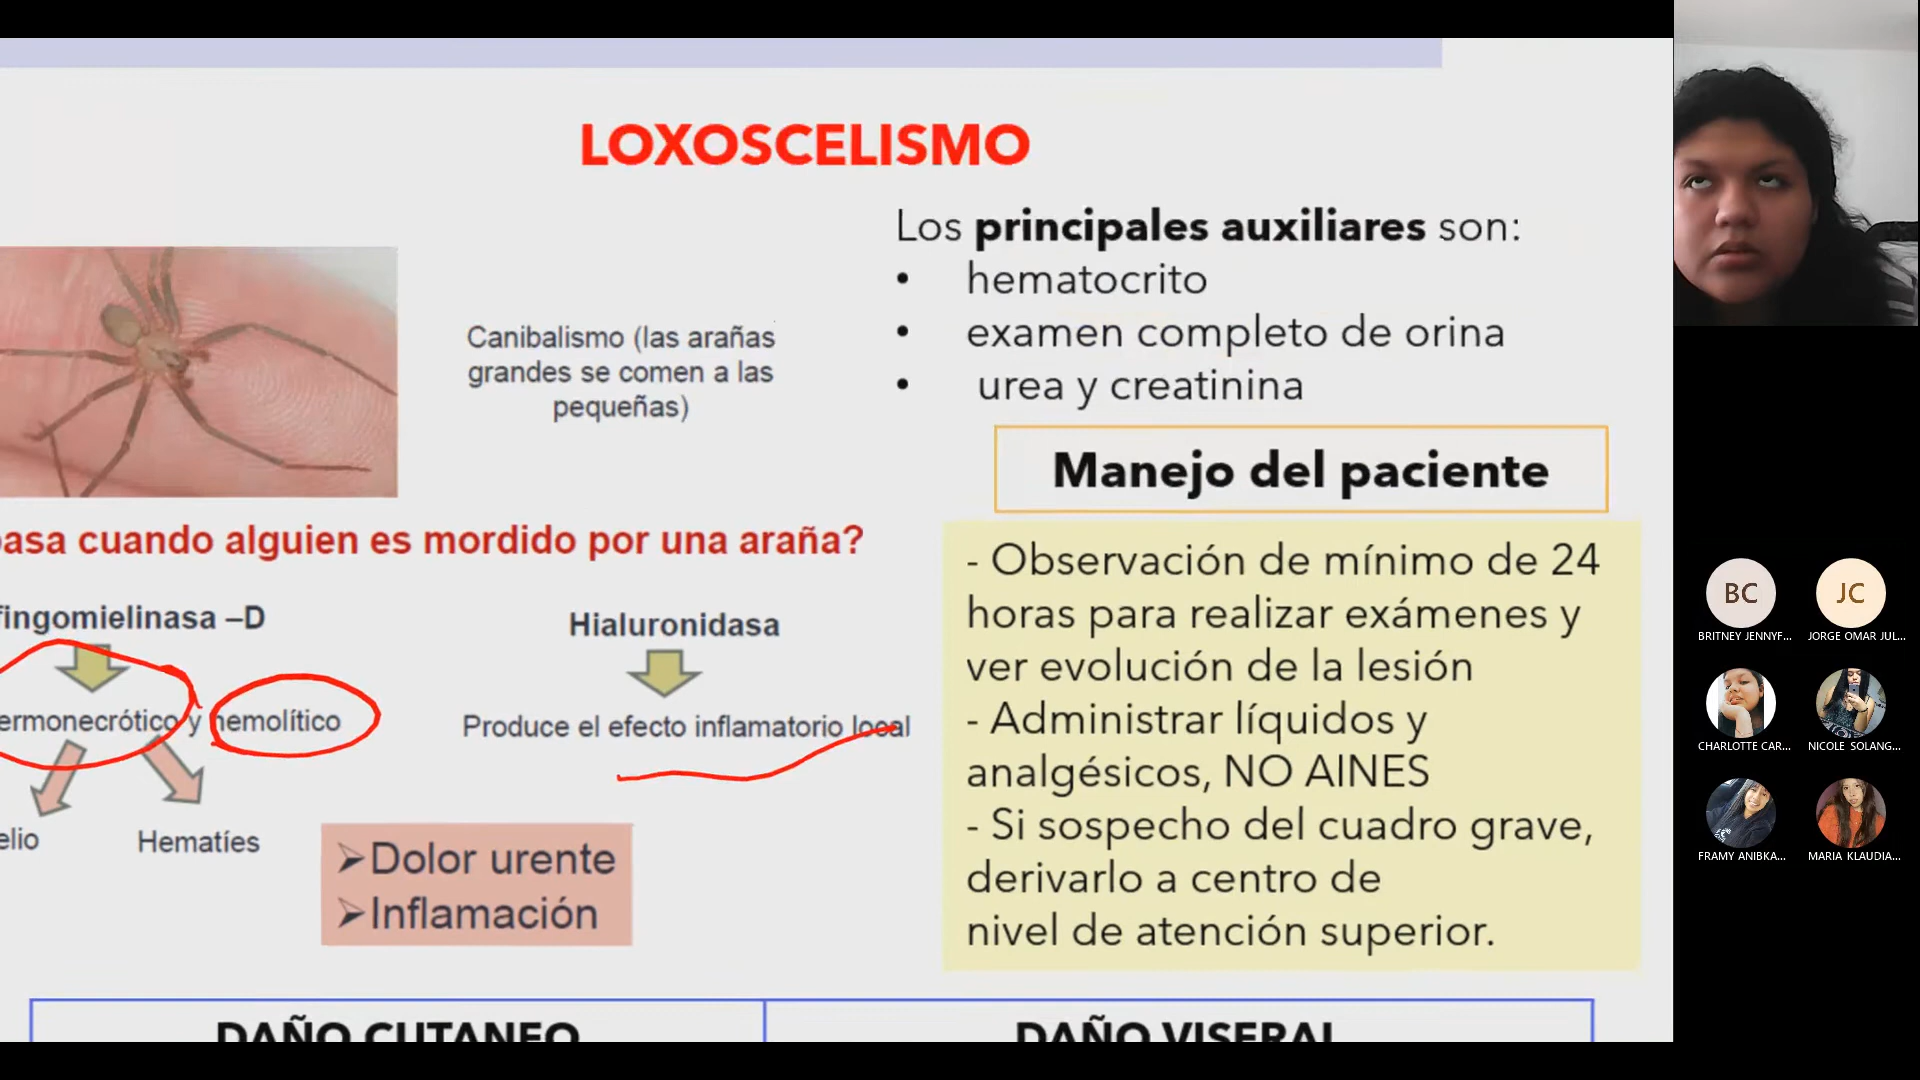 LOXOSCELISMO
Los principales auxiliares son:
• hematocrito
• examen completo de orina
• urea y creatinina
Canibalismo (las arañas
grandes se comen a las
pequeñas)
Manejo del paciente
- Observación de mínimo de 24
horas para realizar exámenes y
ver evolución de la lesión
- Administrar líquidos y
analgésicos, NO AINES
- Si sospecho del cuadro grave,
derivarlo a centro de
nivel de atención superior.
asa cuando alguien es mordido por una araña?
fingomielinasa –D
ermonecrótico y hemolítico
elio
Hematíes
Hialuronidasa
Produce el efecto inflamatorio local
➢Dolor urente
➢Inflamación
DAÑO CUTANEO
DAÑO VISERAL
BC
JC
BRITNEY JENNYF...
JORGE OMAR JUL...
CHARLOTTE CAR...
NICOLE SOLANG...
FRAMY ANIBKA...
MARIA KLAUDIA...